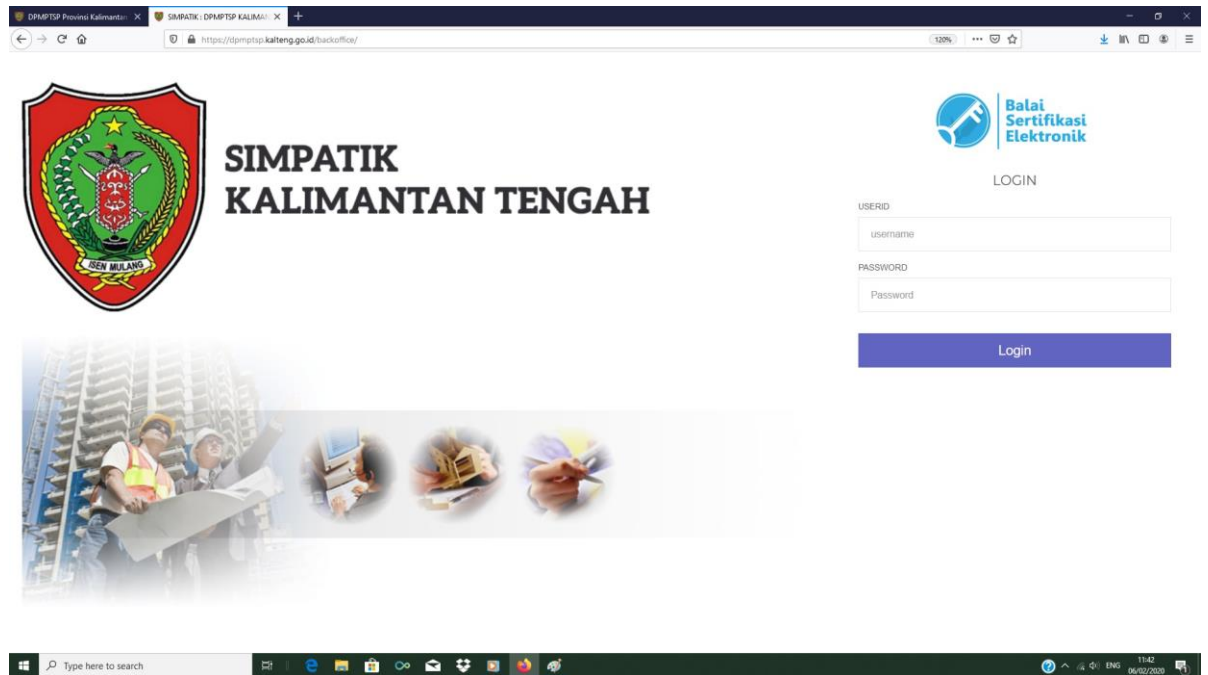 DPMPTSP Provinsi Kalimantan
SIMPATIK : DPMPTSP KALIMAN
https://dpmptsp.kalteng.go.id/backoffice/
120%
ISEN MULANG
SIMPATIK
KALIMANTAN TENGAH
Balai
Sertifikasi
Elektronik
LOGIN
USERID
username
PASSWORD
Password
Login
Type here to search
ENG
11:42
06/02/2020